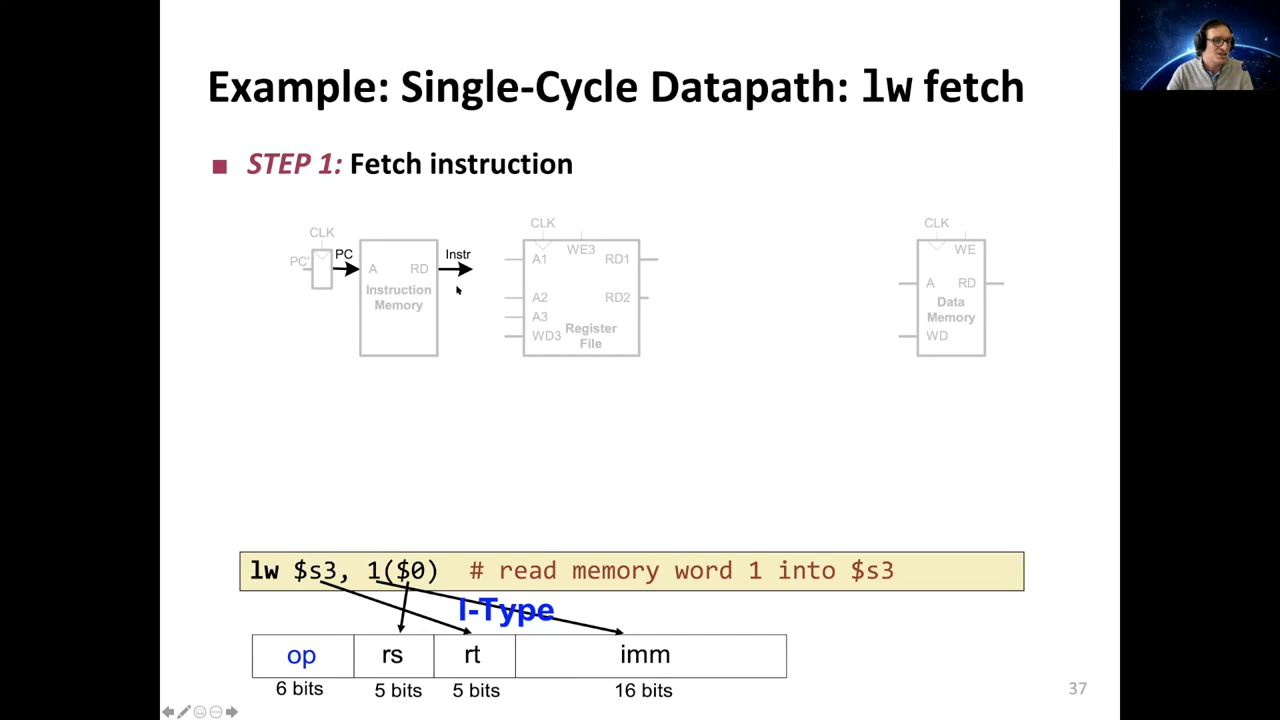 Example: Single-Cycle Datapath: lw fetch
STEP 1: Fetch instruction
CLK
PC'
PC
A RD
Instruction
Memory
Instr
CLK
WE3
A1 RD1
A2 RD2
A3
WD3
Register
File
CLK
WE
A RD
Data
Memory
WD
lw $s3, 1($0) # read memory word 1 into $s3
I-Type
op rs rt imm
6 bits 5 bits 5 bits 16 bits
37